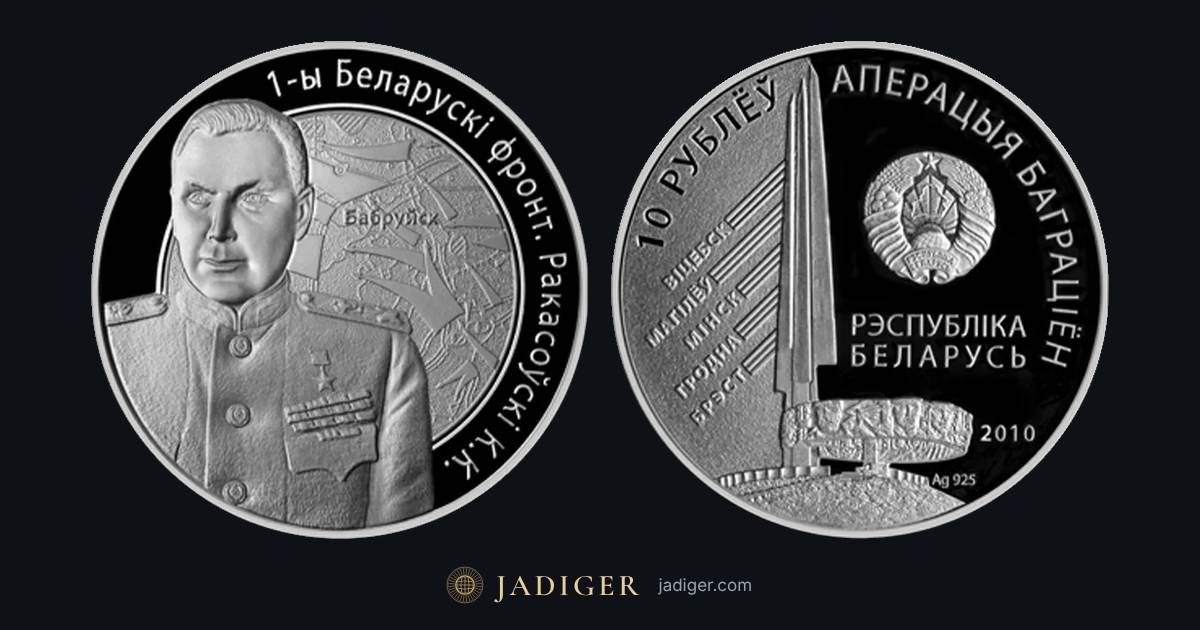 1-ы Беларускі фронт. Ракасоўскі К.К.
Бабруйск
10 РУБЛЁЎ
АПЕРАЦЫЯ БАГРАЦІЁН
ВІЦЕБСК
МАГІЛЁЎ
МІНСК
ГРОДНА
БРЭСТ
РЭСПУБЛІКА
БЕЛАРУСЬ
2010
Ag 925
JADIGER
jadiger.com